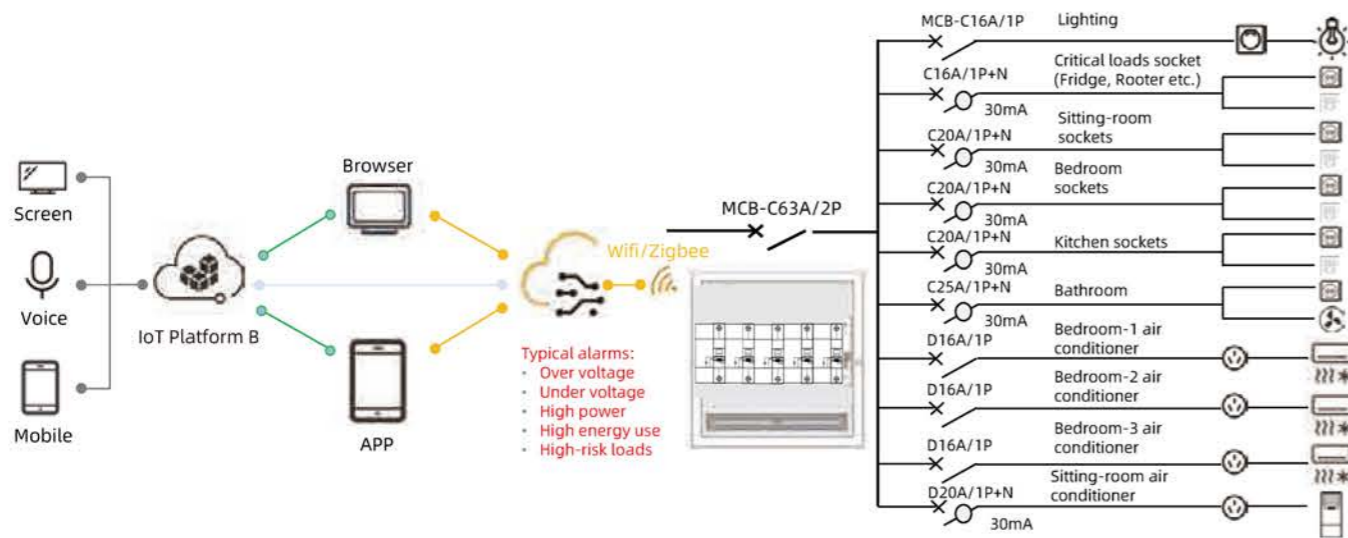 Screen
Voice
Mobile
IoT Platform B
Browser
APP
Wifi/Zigbee
Typical alarms:
• Over voltage
• Under voltage
• High power
• High energy use
• High-risk loads
MCB-C63A/2P
MCB-C16A/1P
Lighting
C16A/1P+N
30mA
Critical loads socket
(Fridge, Rooter etc.)
C20A/1P+N
30mA
Sitting-room
sockets
C20A/1P+N
30mA
Bedroom
sockets
C20A/1P+N
30mA
Kitchen sockets
C25A/1P+N
30mA
Bathroom
D16A/1P
Bedroom-1 air
conditioner
D16A/1P
Bedroom-2 air
conditioner
D16A/1P
Bedroom-3 air
conditioner
D20A/1P+N
30mA
Sitting-room air
conditioner